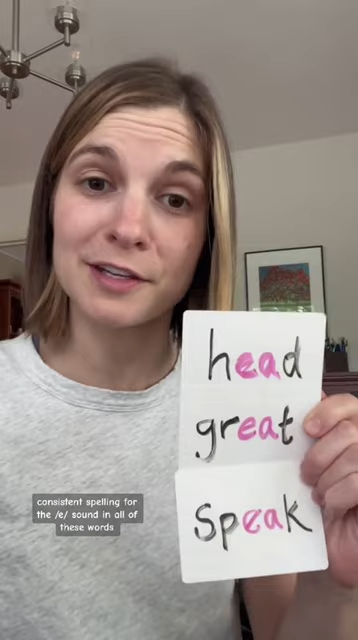 head
great
speak
consistent spelling for
the /e/ sound in all of
these words